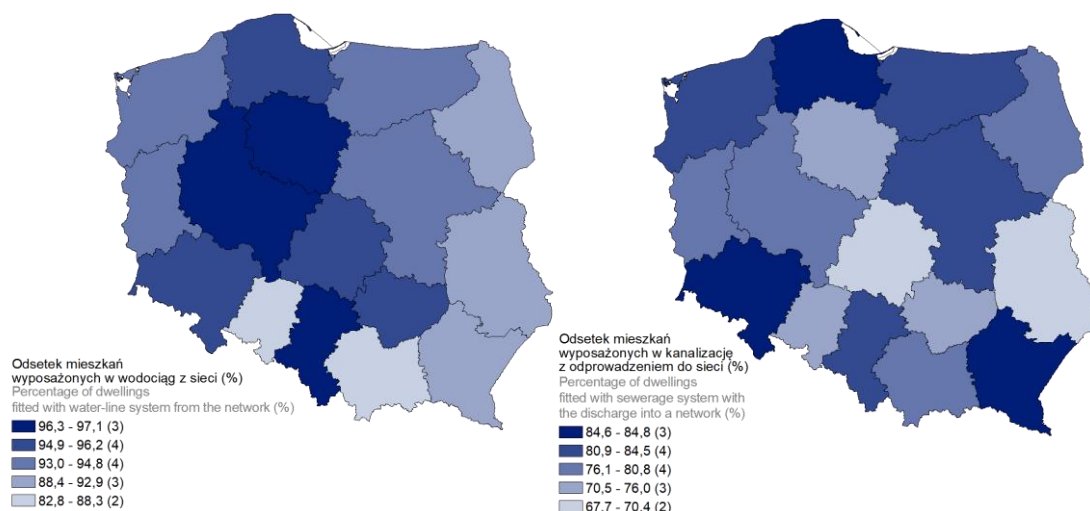 Odsetek mieszkań
wyposażonych w wodociąg z sieci (%)
Percentage of dwellings
fitted with water-line system from the network (%)
96,3 - 97,1 (3)
94,9 - 96,2 (4)
93,0 - 94,8 (4)
88,4 - 92,9 (3)
82,8 - 88,3 (2)
Odsetek mieszkań
wyposażonych w kanalizację
z odprowadzeniem do sieci (%)
Percentage of dwellings
fitted with sewerage system with
the discharge into a network (%)
84,6 - 84,8 (3)
80,9 - 84,5 (4)
76,1 - 80,8 (4)
70,5 - 76,0 (3)
67,7 - 70,4 (2)